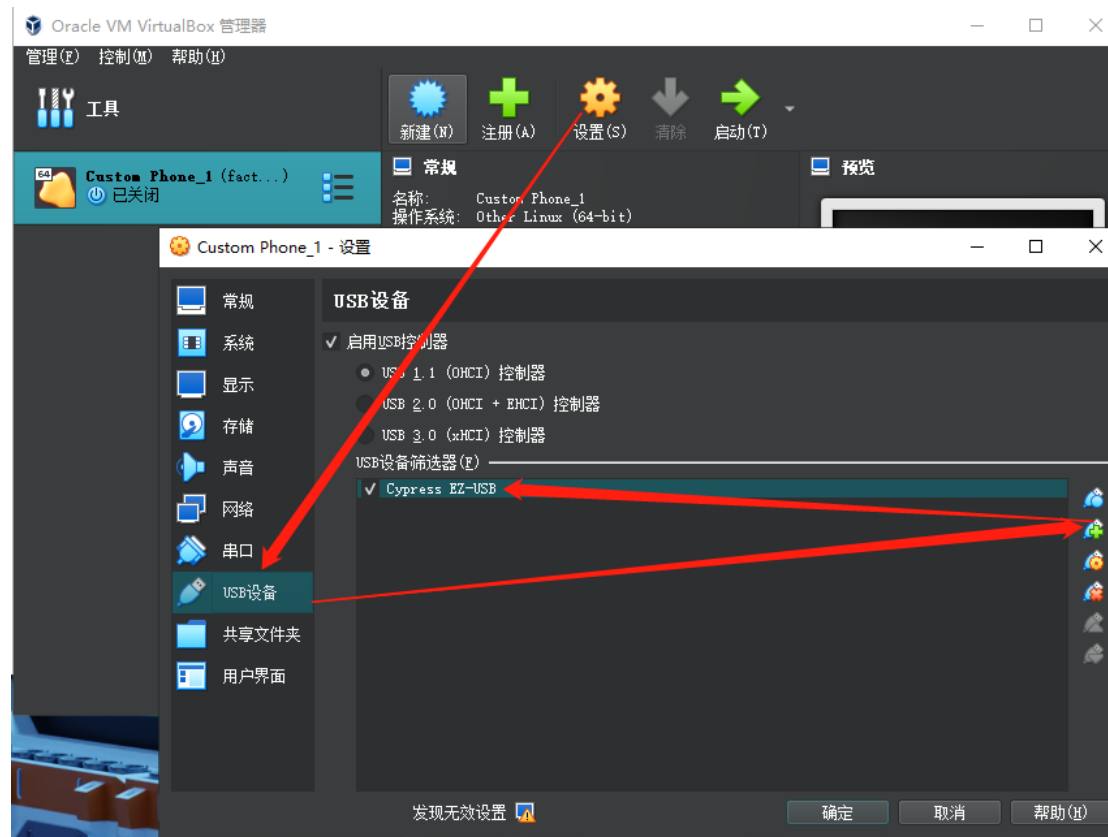 Oracle VM VirtualBox 管理器
管理(F) 控制(M) 帮助(H)
工具
新建(N) 注册(A) 设置(S) 清除 启动(T)
64 Custom Phone_1 (fact...)
已关闭
常规
名称: Custom Phone_1
操作系统: Other Linux (64-bit)
预览
Custom Phone_1 - 设置
常规
系统
显示
存储
声音
网络
串口
USB设备
共享文件夹
用户界面
USB设备
启用USB控制器
USB 1.1 (OHCI) 控制器
USB 2.0 (OHCI + EHCI) 控制器
USB 3.0 (xHCI) 控制器
USB设备筛选器(F)
Cypress EZ-USB
发现无效设置
确定 取消 帮助(H)